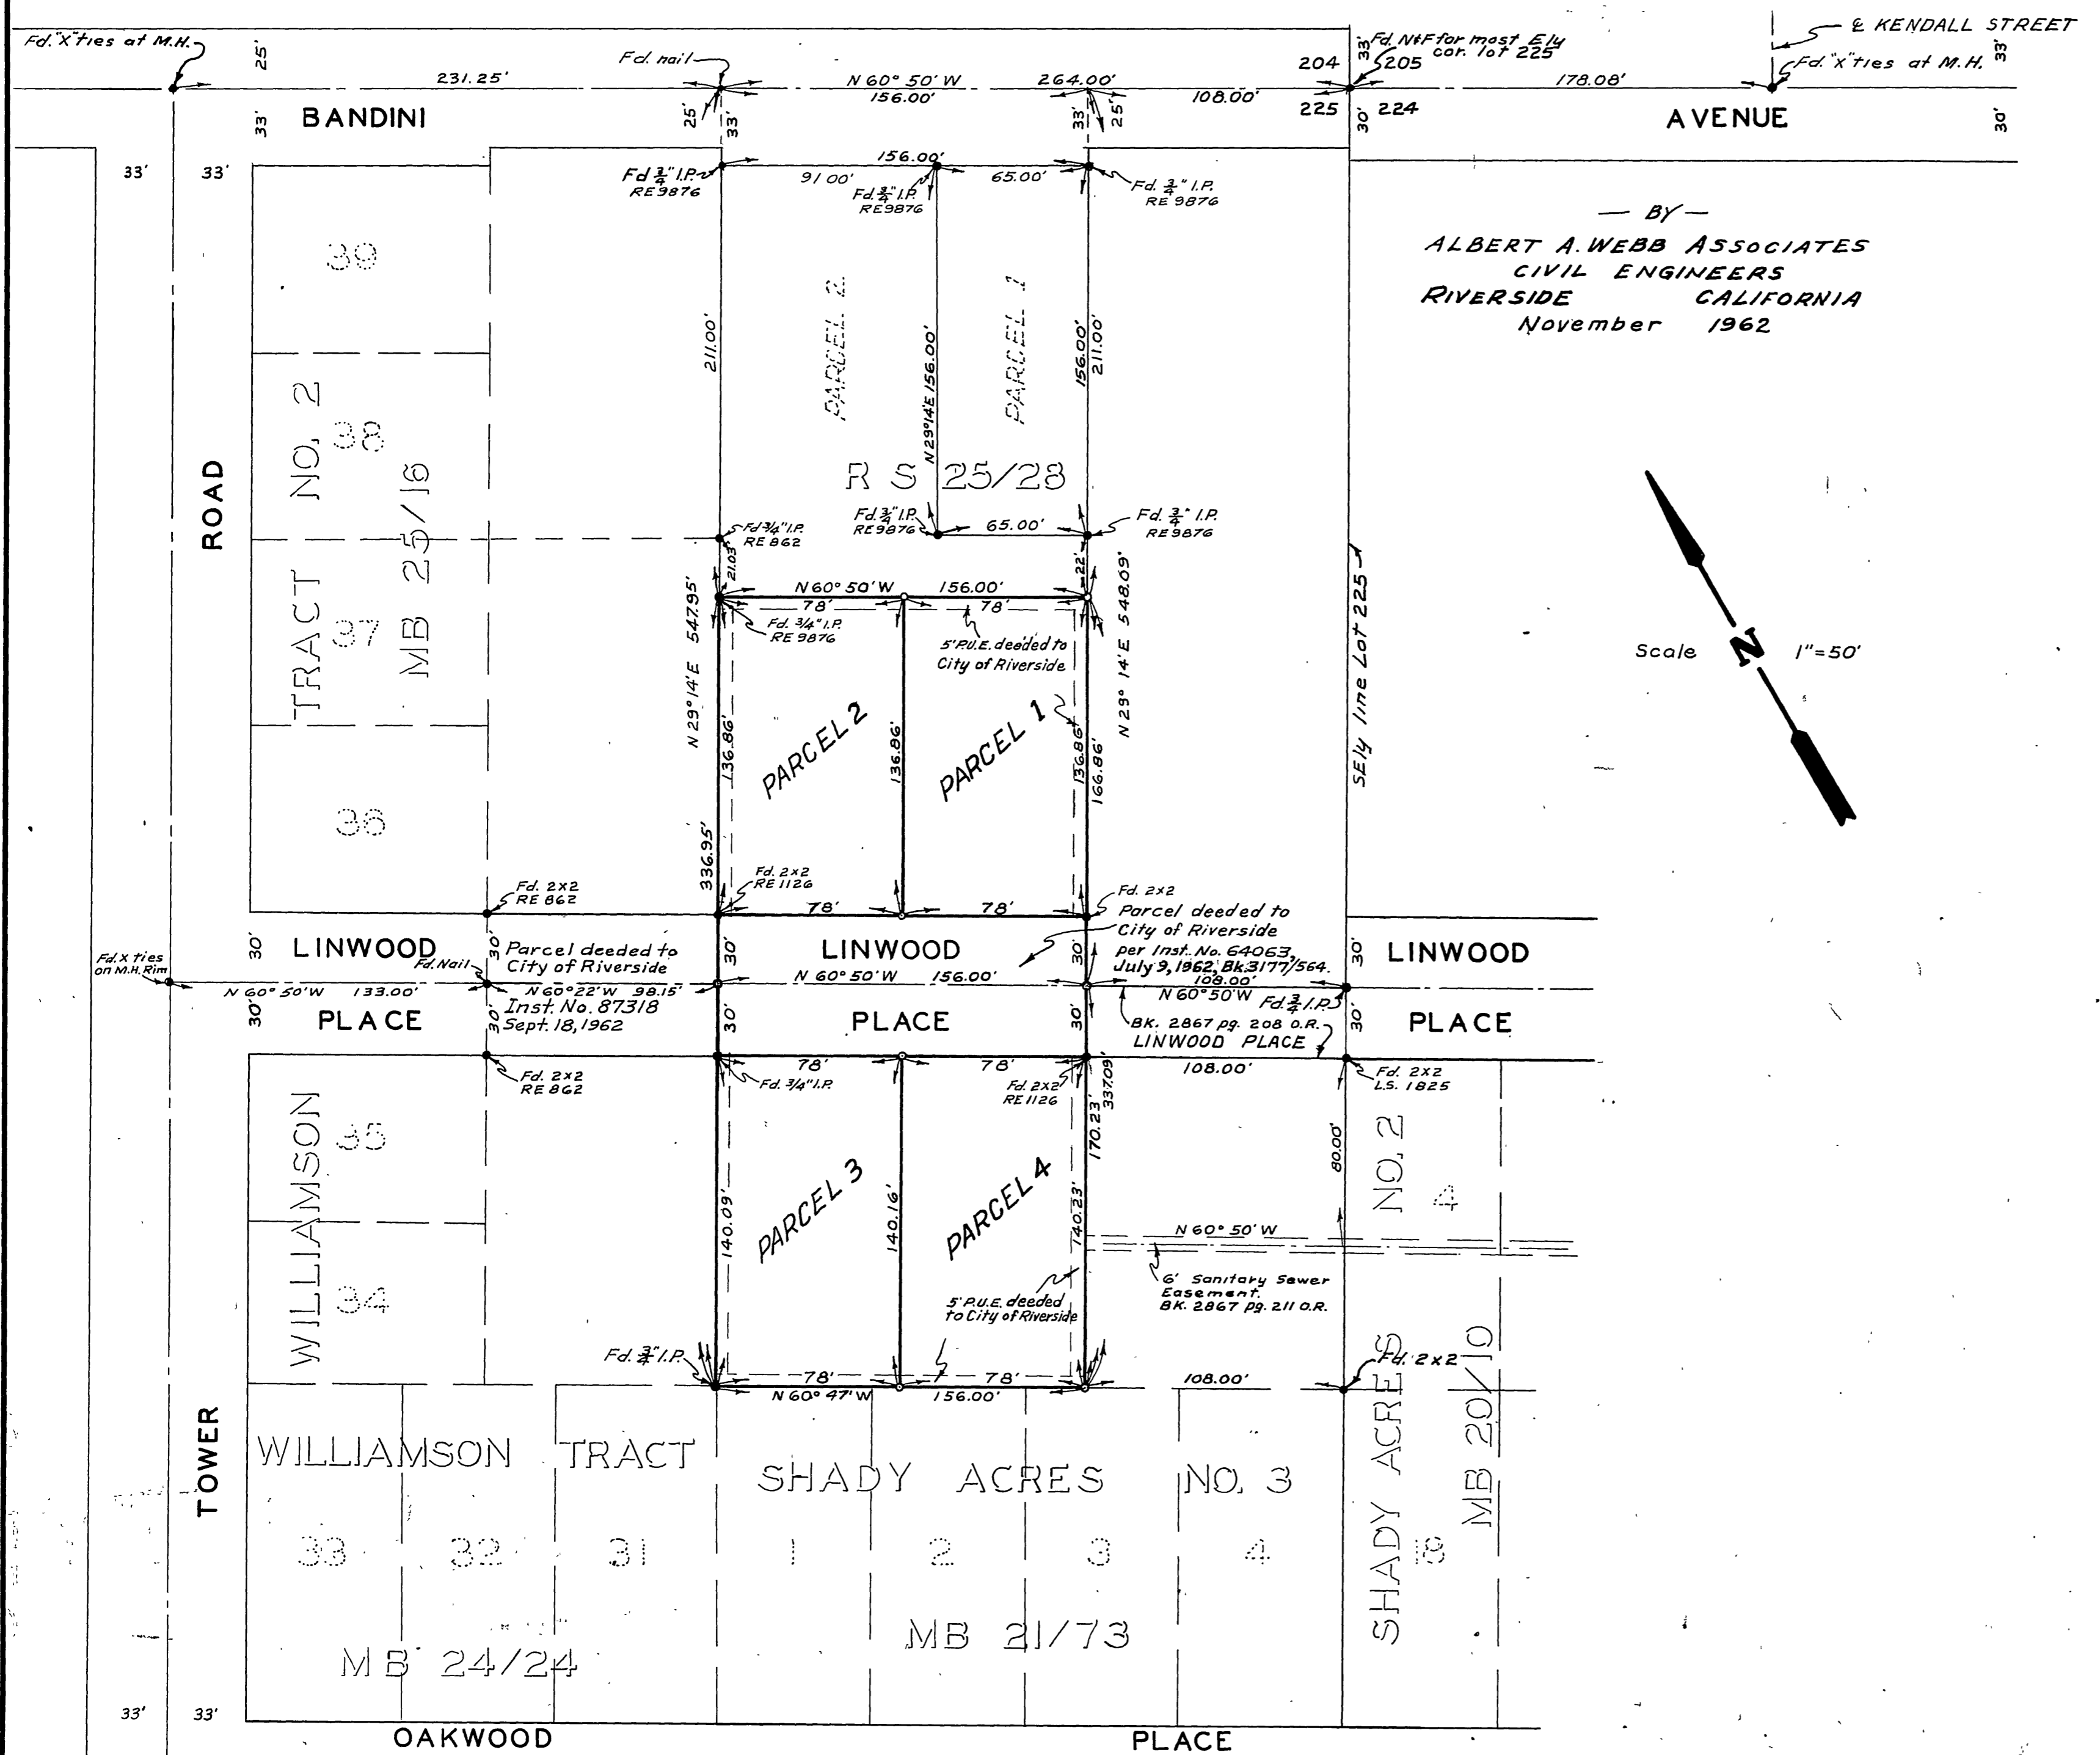 Fd. "X" ties at M.H.
25'
Fd. nail
204
33'
Fd. N&F for most Ely
cor. lot 225
205
℄ KENDALL STREET
Fd. "X" ties at M.H.
33'
231.25'
N 60° 50' W
264.00'
156.00'
108.00'
178.08'
33'
BANDINI
25'
33'
33'
25'
225
30'
224
AVENUE
30'
33'
33'
Fd. 3/4" I.P.
RE 9876
156.00'
91.00'
65.00'
Fd. 3/4" I.P.
RE 9876
Fd. 3/4" I.P.
RE 9876
— BY —
ALBERT A. WEBB ASSOCIATES
CIVIL ENGINEERS
RIVERSIDE CALIFORNIA
November 1962
39
38
37
36
TRACT NO. 2
MB 25/16
ROAD
211.00'
PARCEL 2
N 29° 14' E 156.00'
PARCEL 1
156.00'
211.00'
R S 25/28
Fd 3/4" I.P.
RE 862
Fd. 3/4" I.P.
RE 9876
65.00'
Fd. 3/4" I.P.
RE 9876
21.03'
22'
N 60° 50' W 156.00'
78'
78'
Fd. 3/4" I.P.
RE 9876
5' P.U.E. deeded to
City of Riverside
N 29° 14' E 547.95'
N 29° 14' E 548.09'
SEly line Lot 225
Scale N 1"=50'
136.86'
PARCEL 2
136.86'
PARCEL 1
136.86'
166.86'
336.95'
Fd. 2x2
RE 862
Fd. 2x2
RE 1126
78'
78'
Fd. 2x2
Parcel deeded to
City of Riverside
per Inst. No. 64063,
July 9, 1962, Bk 3177/564.
Fd. X ties
on M.H. Rim
30'
LINWOOD
Fd. Nail
30'
Parcel deeded to
City of Riverside
30'
LINWOOD
30'
30'
LINWOOD
N 60° 50' W 133.00'
N 60° 22' W 98.15'
N 60° 50' W 156.00'
108.00'
N 60° 50' W
Fd. 3/4 I.P.
Inst. No. 87318
Sept. 18, 1962
30'
PLACE
30'
30'
PLACE
30'
BK. 2867 pg. 208 O.R.
LINWOOD PLACE
30'
PLACE
Fd. 2x2
RE 862
78'
Fd. 3/4" I.P.
78'
Fd. 2x2
RE 1126
108.00'
Fd. 2x2
L.S. 1825
337.09'
170.23'
80.00'
NO. 2
4
35
34
WILLIAMSON
140.09'
PARCEL 3
140.16'
PARCEL 4
140.23'
N 60° 50' W
6' Sanitary Sewer
Easement.
BK. 2867 pg. 211 O.R.
5' P.U.E. deeded
to City of Riverside
Fd. 3/4" I.P.
78'
78'
N 60° 47' W 156.00'
108.00'
Fd. 2x2
TOWER
WILLIAMSON TRACT
SHADY ACRES NO. 3
SHADY ACRES
MB 20/10
33
32
31
1
2
3
4
18
MB 24/24
MB 21/73
33'
33'
OAKWOOD
PLACE